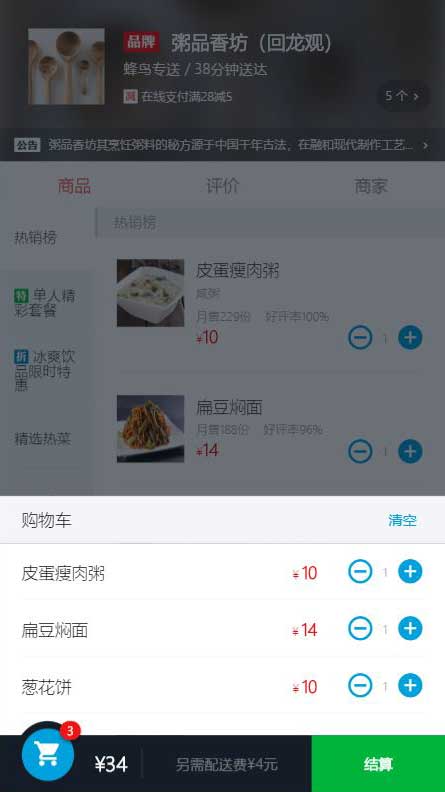 品牌 粥品香坊（回龙观）
蜂鸟专送 / 38分钟送达
减 在线支付满28减5
5 个 >
公告 粥品香坊其烹饪粥料的秘方源于中国千年古法，在融和现代制作工艺... >
商品 评价 商家
热销榜
热销榜
皮蛋瘦肉粥
咸粥
月售229份 好评率100%
¥10
1
特 单人精
彩套餐
折 冰爽饮
品限时特
惠
扁豆焖面
月售188份 好评率96%
¥14
1
精选热菜
购物车 清空
皮蛋瘦肉粥 ¥10 1
扁豆焖面 ¥14 1
葱花饼 ¥10 1
3
¥34 另需配送费¥4元 结算